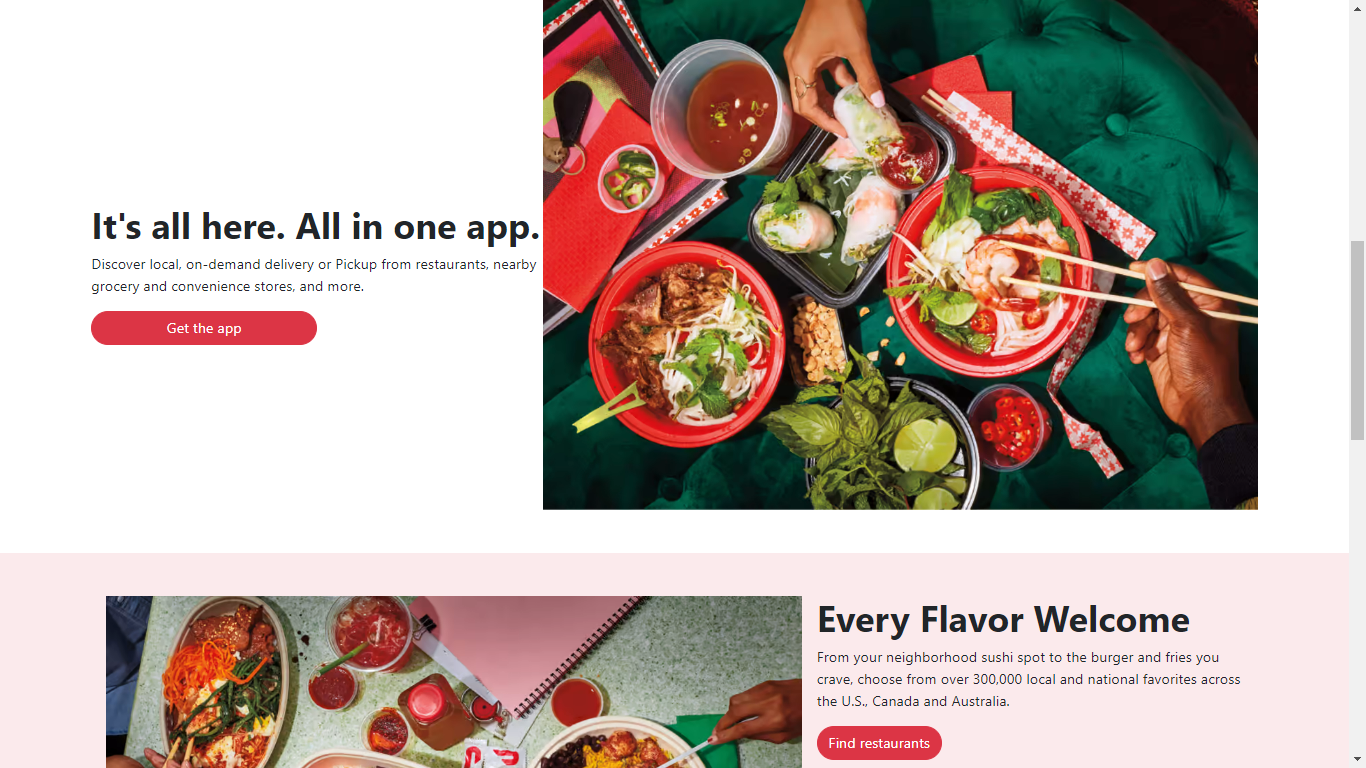 It's all here. All in one app.
Discover local, on-demand delivery or Pickup from restaurants, nearby
grocery and convenience stores, and more.
Get the app
Every Flavor Welcome
From your neighborhood sushi spot to the burger and fries you
crave, choose from over 300,000 local and national favorites across
the U.S., Canada and Australia.
Find restaurants